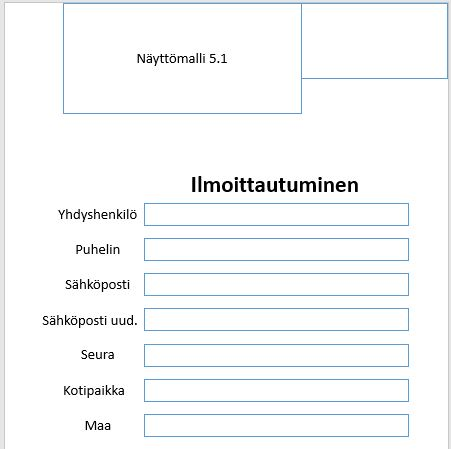 Näyttömalli 5.1
Ilmoittautuminen
Yhdyshenkilö
Puhelin
Sähköposti
Sähköposti uud.
Seura
Kotipaikka
Maa